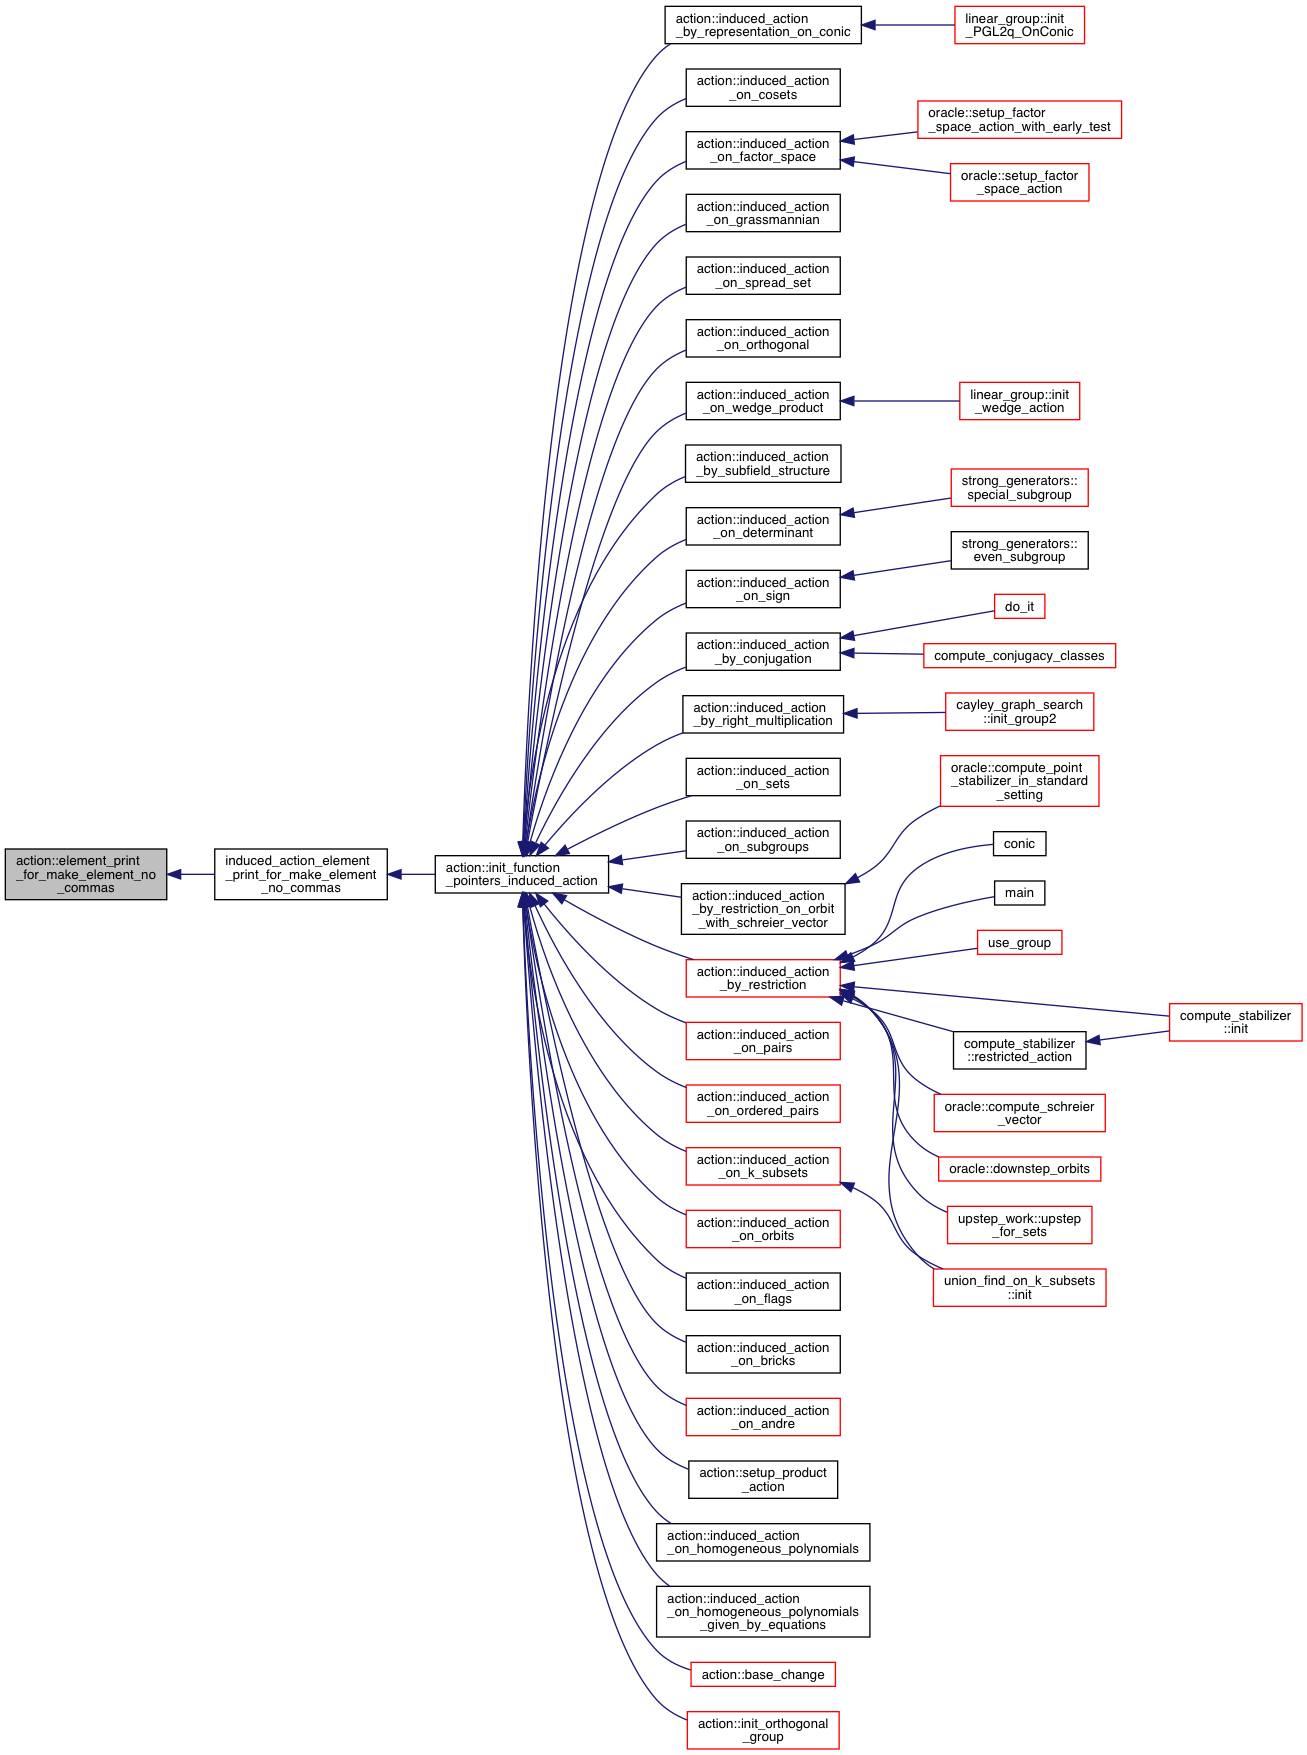 action::element_print
_for_make_element_no
_commas
induced_action_element
_print_for_make_element
_no_commas
action::init_function
_pointers_induced_action
action::induced_action
_by_representation_on_conic
linear_group::init
_PGL2q_OnConic
action::induced_action
_on_cosets
action::induced_action
_on_factor_space
oracle::setup_factor
_space_action_with_early_test
oracle::setup_factor
_space_action
action::induced_action
_on_grassmannian
action::induced_action
_on_spread_set
action::induced_action
_on_orthogonal
action::induced_action
_on_wedge_product
linear_group::init
_wedge_action
action::induced_action
_by_subfield_structure
action::induced_action
_on_determinant
strong_generators::
special_subgroup
action::induced_action
_on_sign
strong_generators::
even_subgroup
action::induced_action
_by_conjugation
do_it
compute_conjugacy_classes
action::induced_action
_by_right_multiplication
cayley_graph_search
::init_group2
action::induced_action
_on_sets
action::induced_action
_on_subgroups
action::induced_action
_by_restriction_on_orbit
_with_schreier_vector
oracle::compute_point
_stabilizer_in_standard
_setting
action::induced_action
_by_restriction
conic
main
use_group
compute_stabilizer
::init
compute_stabilizer
::restricted_action
oracle::compute_schreier
_vector
oracle::downstep_orbits
upstep_work::upstep
_for_sets
union_find_on_k_subsets
::init
action::induced_action
_on_pairs
action::induced_action
_on_ordered_pairs
action::induced_action
_on_k_subsets
action::induced_action
_on_orbits
action::induced_action
_on_flags
action::induced_action
_on_bricks
action::induced_action
_on_andre
action::setup_product
_action
action::induced_action
_on_homogeneous_polynomials
action::induced_action
_on_homogeneous_polynomials
_given_by_equations
action::base_change
action::init_orthogonal
_group